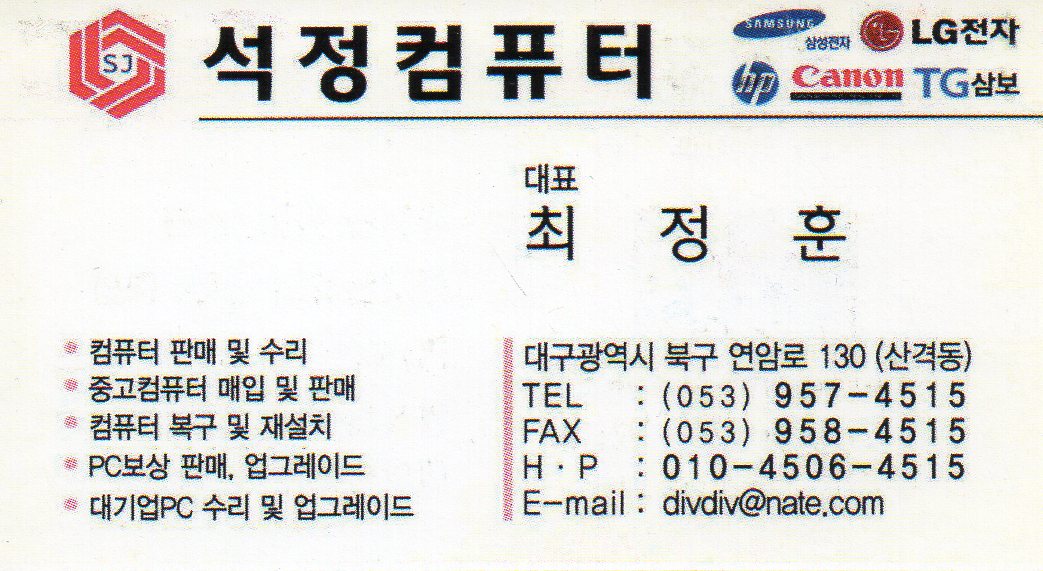 SJ
석정컴퓨터
SAMSUNG
삼성전자
LG전자
hp
Canon
TG삼보
대표
최 정 훈
컴퓨터 판매 및 수리
중고컴퓨터 매입 및 판매
컴퓨터 복구 및 재설치
PC보상 판매, 업그레이드
대기업PC 수리 및 업그레이드
대구광역시 북구 연암로 130 (산격동)
TEL : (053) 957-4515
FAX : (053) 958-4515
H·P : 010-4506-4515
E-mail : divdiv@nate.com